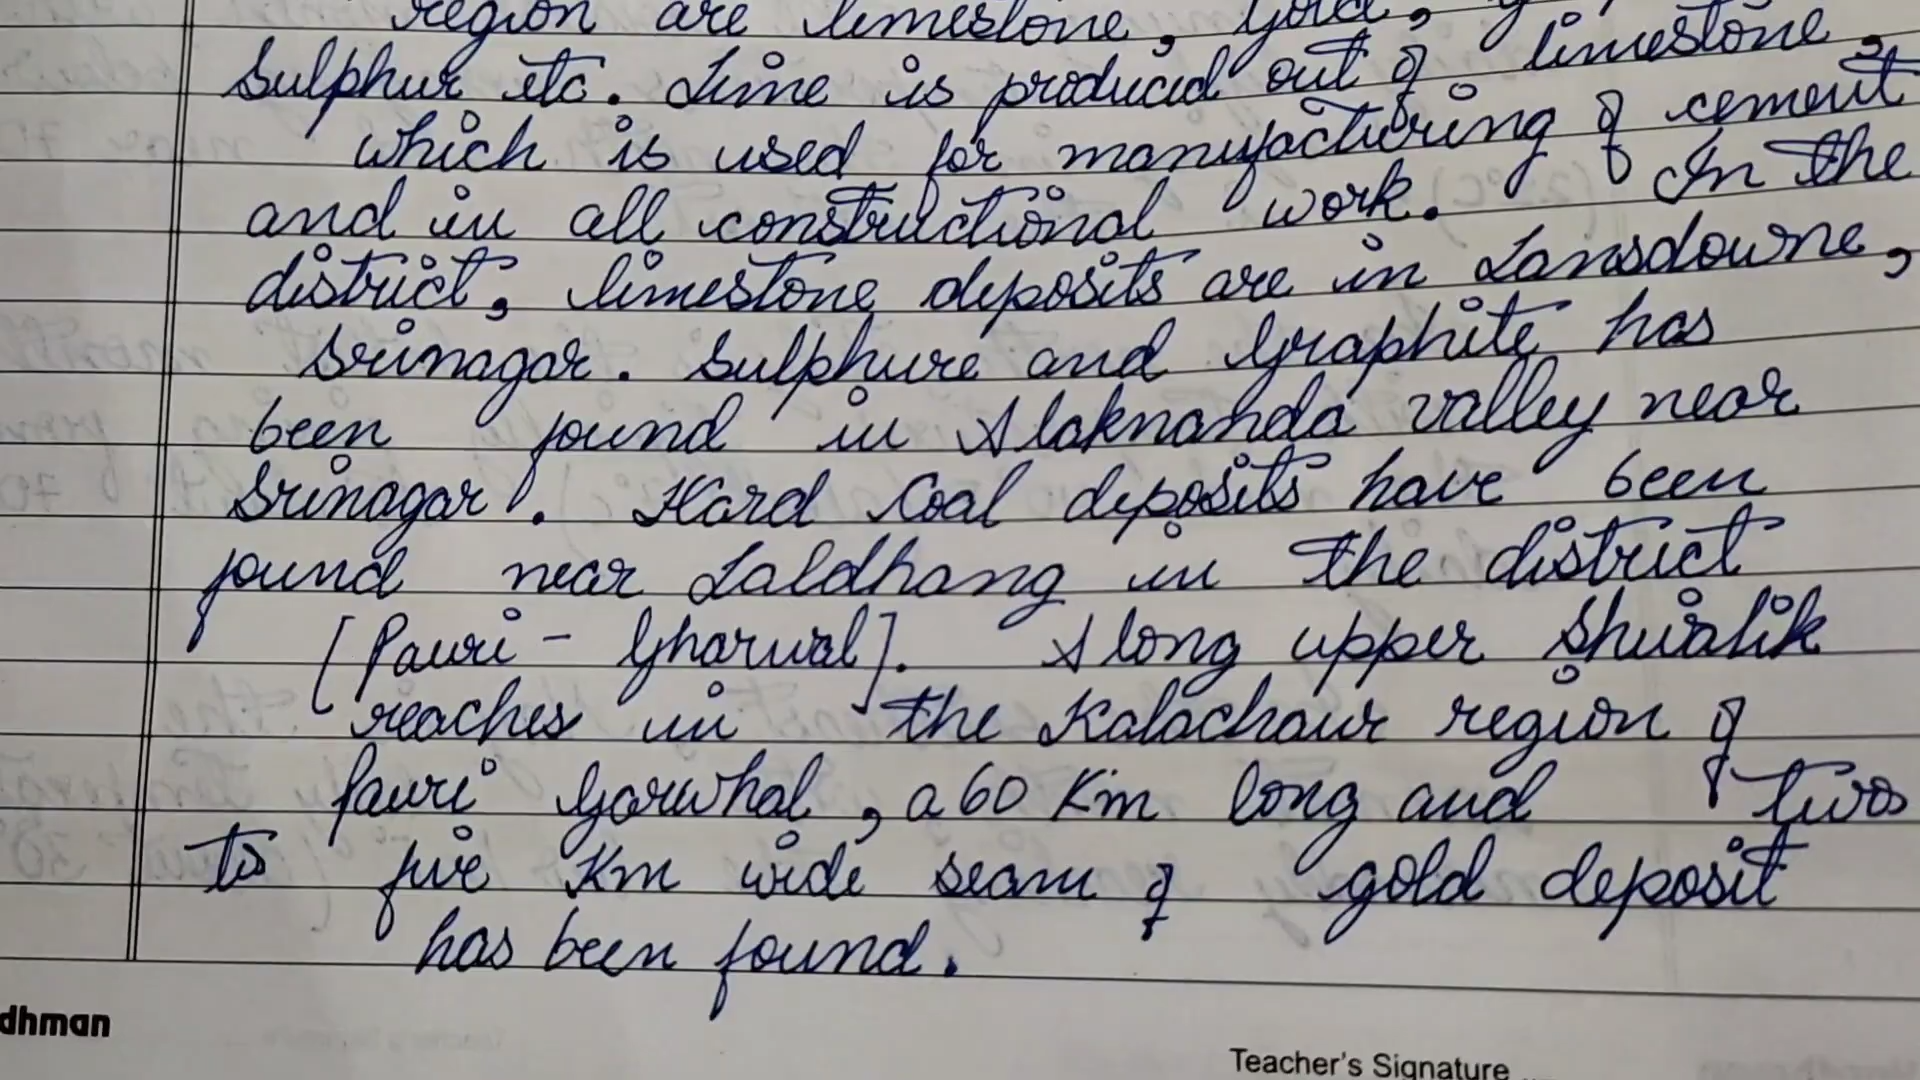 region are limestone, Gold,
Sulphur etc. Lime is produced out of limestone,
which is used for manufacturing of cement
and in all constructional work. In the
district, limestone deposits are in Lansdowne,
Srinagar. Sulphure and Graphite has
been found in Alaknanda valley near
Srinagar. Hard Coal deposits have been
found near Laldhang in the district
[Pauri - Gharwal]. Along upper Shivalik
reaches in the Kalachaur region of
Pauri Garwhal, a 60 Km long and two
to five Km wide seam of gold deposit
has been found.
dhman
Teacher's Signature